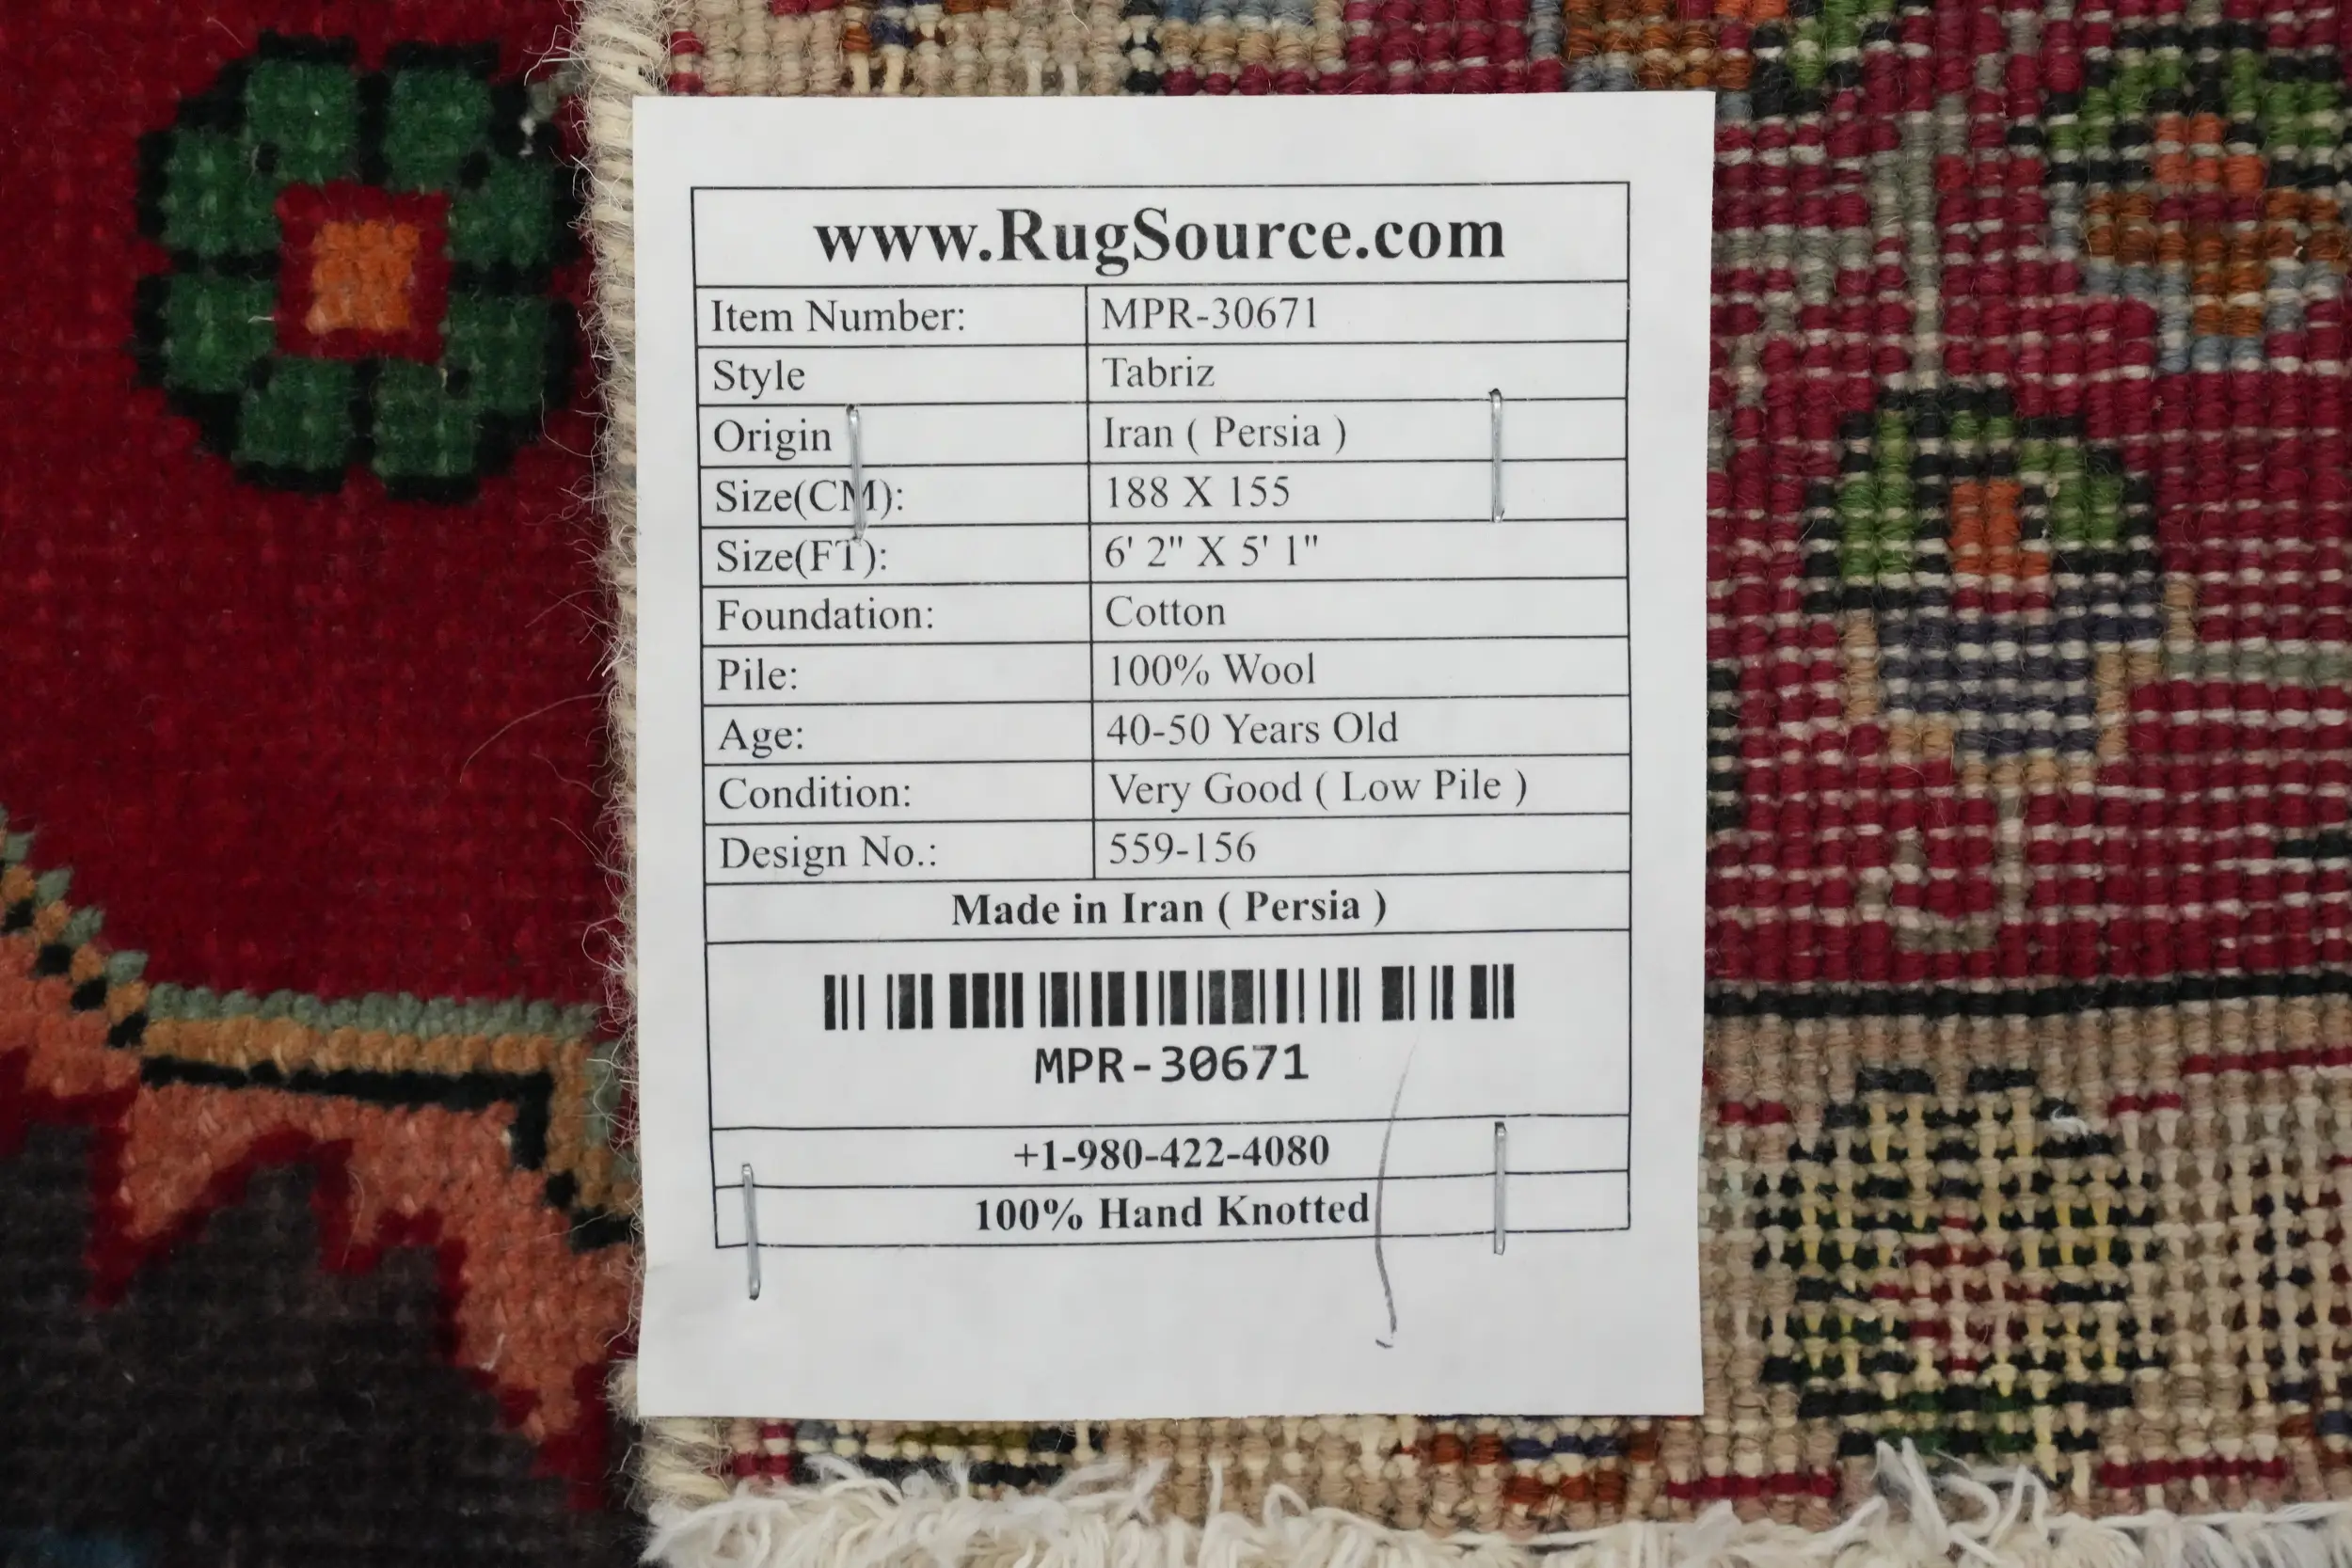 www.RugSource.com
Item Number: MPR-30671
Style Tabriz
Origin Iran ( Persia )
Size(CM): 188 X 155
Size(FT): 6' 2" X 5' 1"
Foundation: Cotton
Pile: 100% Wool
Age: 40-50 Years Old
Condition: Very Good ( Low Pile )
Design No.: 559-156
Made in Iran ( Persia )
MPR-30671
+1-980-422-4080
100% Hand Knotted